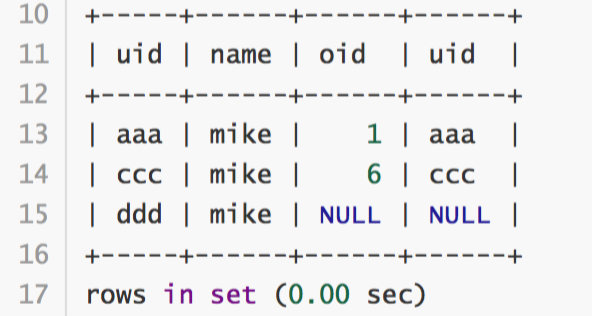 10 +-----+------+------+------+
11 | uid | name | oid  | uid  |
12 +-----+------+------+------+
13 | aaa | mike |    1 | aaa  |
14 | ccc | mike |    6 | ccc  |
15 | ddd | mike | NULL | NULL |
16 +-----+------+------+------+
17 rows in set (0.00 sec)